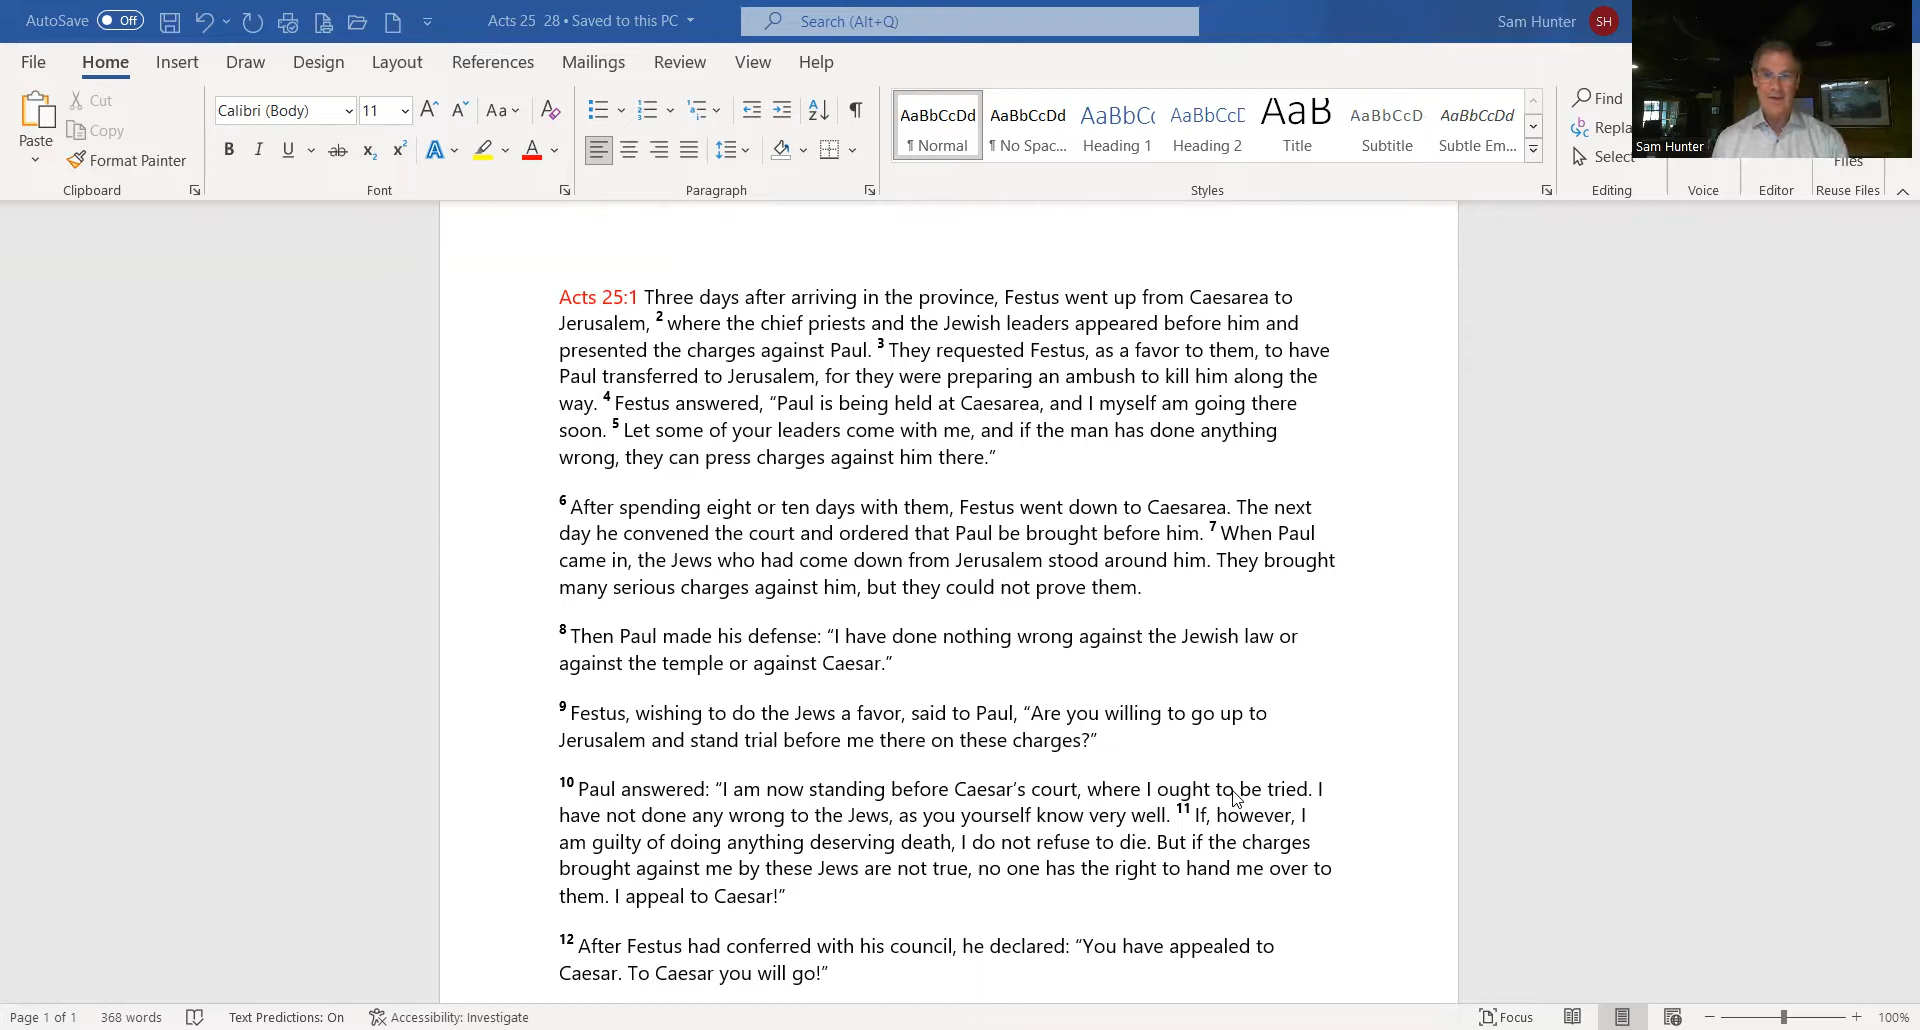 AutoSave Off Acts 25 28 • Saved to this PC Search (Alt+Q) Sam Hunter SH
File Home Insert Draw Design Layout References Mailings Review View Help
Paste Cut Copy Format Painter
Calibri (Body) 11 Aa
B I U ab x₂ x² A A
AaBbCcDd AaBbCcDd AaBbCc AaBbCcD AaB AaBbCcD AaBbCcDd
¶ Normal ¶ No Spac... Heading 1 Heading 2 Title Subtitle Subtle Em...
Find
Repla
Select
Sam Hunter
Files
Clipboard Font Paragraph Styles Editing Voice Editor Reuse Files
Acts 25:1 Three days after arriving in the province, Festus went up from Caesarea to
Jerusalem, 2 where the chief priests and the Jewish leaders appeared before him and
presented the charges against Paul. 3 They requested Festus, as a favor to them, to have
Paul transferred to Jerusalem, for they were preparing an ambush to kill him along the
way. 4 Festus answered, “Paul is being held at Caesarea, and I myself am going there
soon. 5 Let some of your leaders come with me, and if the man has done anything
wrong, they can press charges against him there.”
6 After spending eight or ten days with them, Festus went down to Caesarea. The next
day he convened the court and ordered that Paul be brought before him. 7 When Paul
came in, the Jews who had come down from Jerusalem stood around him. They brought
many serious charges against him, but they could not prove them.
8 Then Paul made his defense: “I have done nothing wrong against the Jewish law or
against the temple or against Caesar.”
9 Festus, wishing to do the Jews a favor, said to Paul, “Are you willing to go up to
Jerusalem and stand trial before me there on these charges?”
10 Paul answered: “I am now standing before Caesar’s court, where I ought to be tried. I
have not done any wrong to the Jews, as you yourself know very well. 11 If, however, I
am guilty of doing anything deserving death, I do not refuse to die. But if the charges
brought against me by these Jews are not true, no one has the right to hand me over to
them. I appeal to Caesar!”
12 After Festus had conferred with his council, he declared: “You have appealed to
Caesar. To Caesar you will go!”
Page 1 of 1 368 words Text Predictions: On Accessibility: Investigate Focus 100%